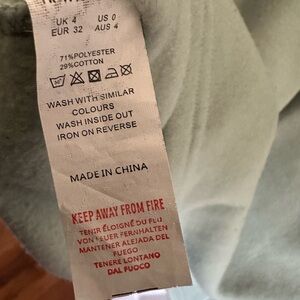 UK 4 US 0
EUR 32 AUS 4
71%POLYESTER
29%COTTON
WASH WITH SIMILAR
COLOURS
WASH INSIDE OUT
IRON ON REVERSE
MADE IN CHINA
KEEP AWAY FROM FIRE
TENIR ÉLOIGNÉ DU FEU
VON FEUER FERNHALTEN
MANTENER ALEJADA DEL
FUEGO
TENERE LONTANO
DAL FUOCO